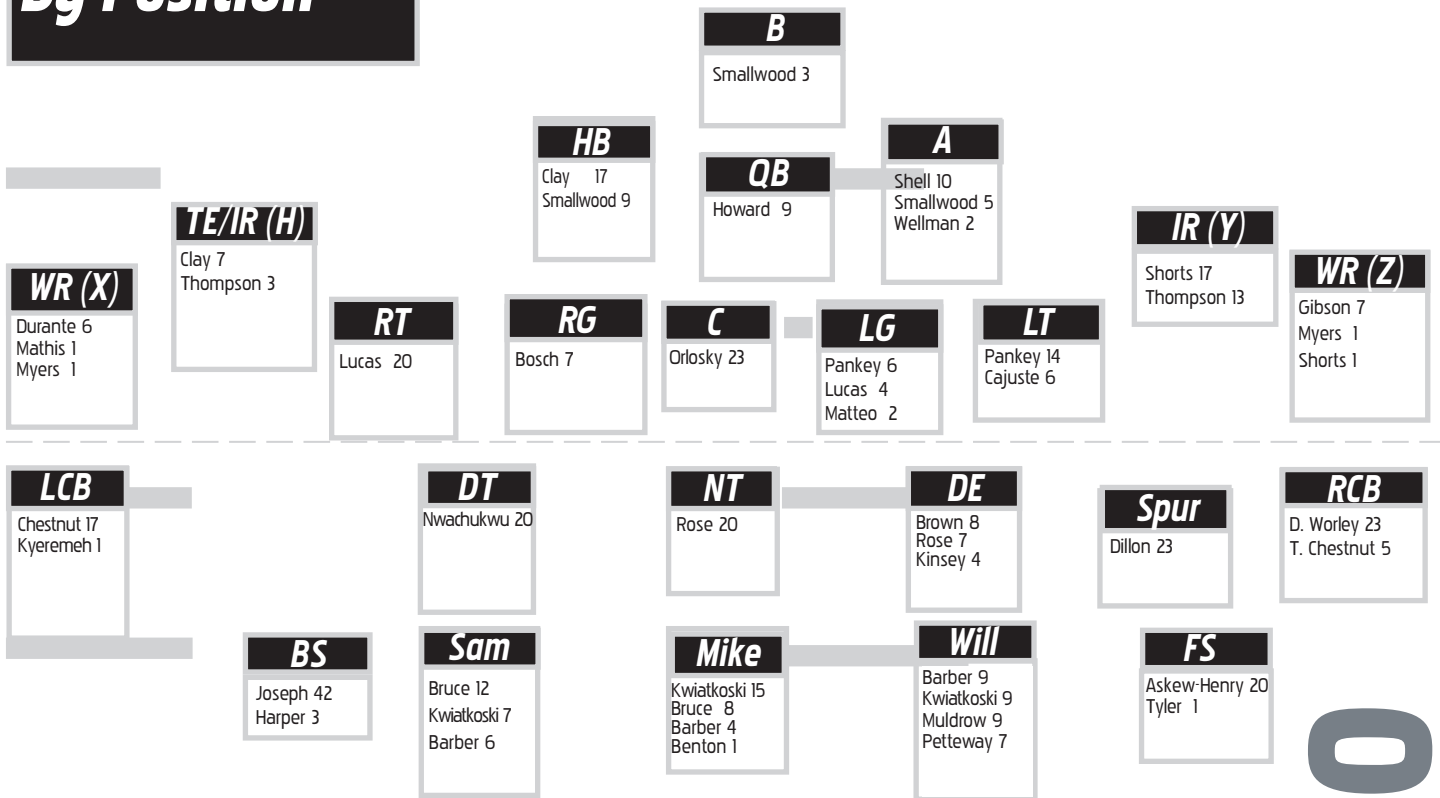 By Position
B
Smallwood 3
HB
Clay 17
Smallwood 9
QB
Howard 9
A
Shell 10
Smallwood 5
Wellman 2
TE/IR (H)
Clay 7
Thompson 3
IR (Y)
Shorts 17
Thompson 13
WR (X)
Durante 6
Mathis 1
Myers 1
WR (Z)
Gibson 7
Myers 1
Shorts 1
RT
Lucas 20
RG
Bosch 7
C
Orlosky 23
LG
Pankey 6
Lucas 4
Matteo 2
LT
Pankey 14
Cajuste 6
LCB
Chestnut 17
Kyeremeh 1
DT
Nwachukwu 20
NT
Rose 20
DE
Brown 8
Rose 7
Kinsey 4
Spur
Dillon 23
RCB
D. Worley 23
T. Chestnut 5
BS
Joseph 42
Harper 3
Sam
Bruce 12
Kwiatkoski 7
Barber 6
Mike
Kwiatkoski 15
Bruce 8
Barber 4
Benton 1
Will
Barber 9
Kwiatkoski 9
Muldrow 9
Petteway 7
FS
Askew-Henry 20
Tyler 1